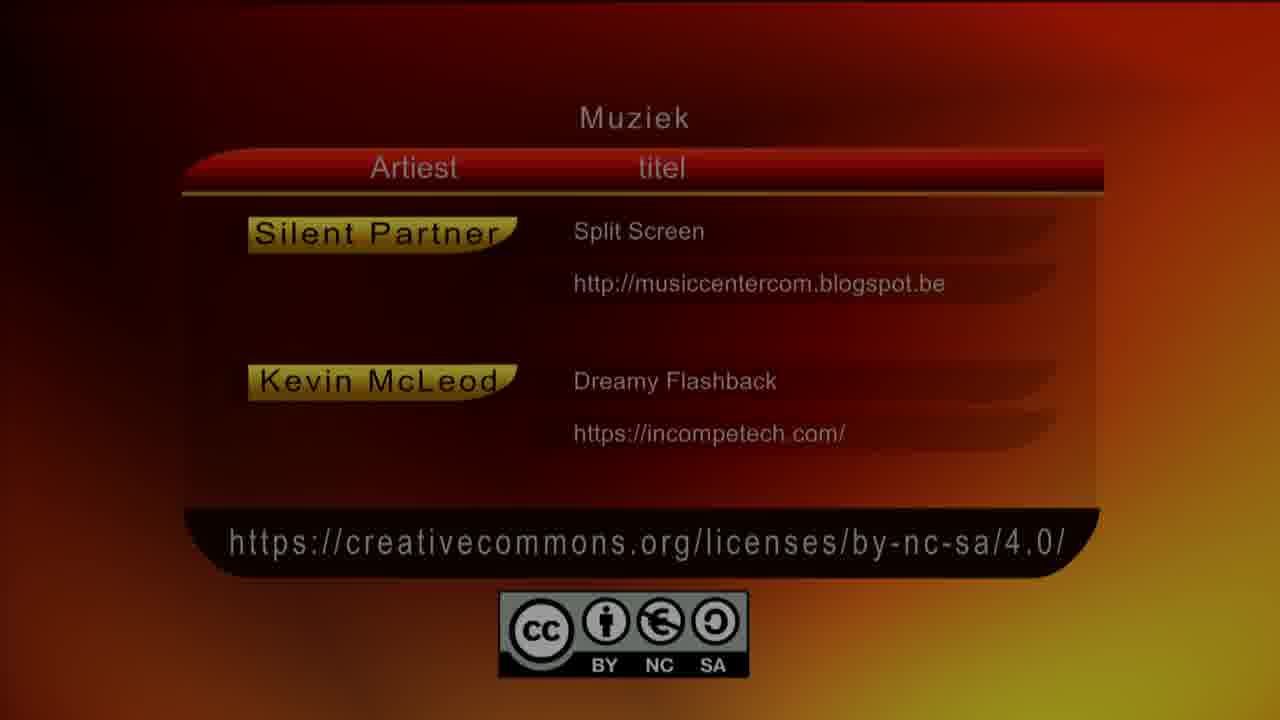 Muziek
Artiest titel
Silent Partner Split Screen
http://musiccentercom.blogspot.be
Kevin McLeod Dreamy Flashback
https://incompetech.com/
https://creativecommons.org/licenses/by-nc-sa/4.0/
cc
BY NC SA